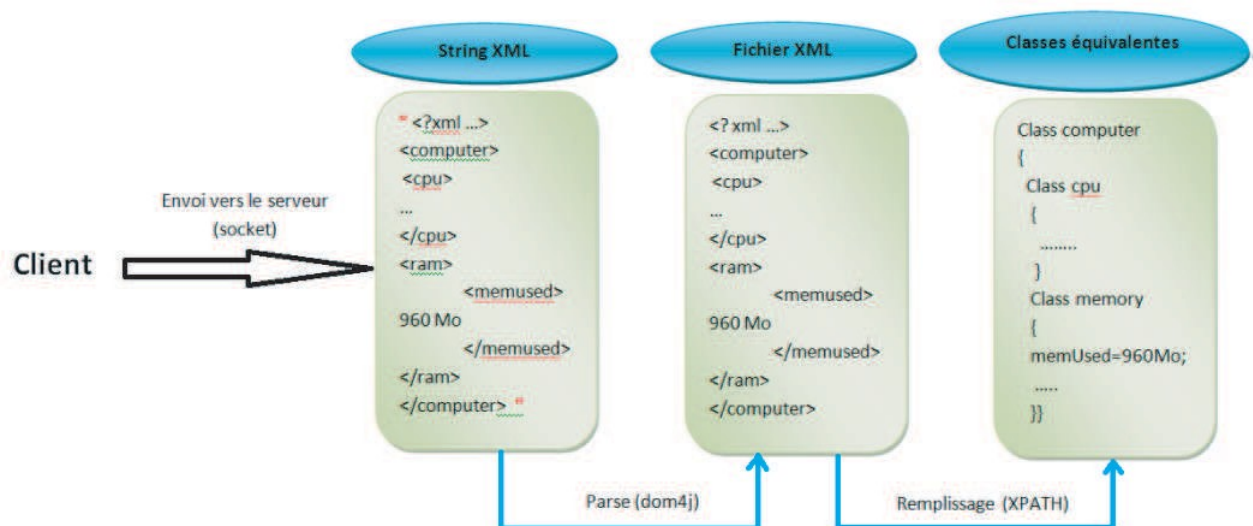 String XML
Fichier XML
Classes équivalentes
Client
Envoi vers le serveur
(socket)
" <?xml ...>
<computer>
<cpu>
...
</cpu>
<ram>
<memused>
960 Mo
</memused>
</ram>
</computer> "
<? xml ...>
<computer>
<cpu>
...
</cpu>
<ram>
<memused>
960 Mo
</memused>
</ram>
</computer>
Class computer
{
Class cpu
{
........
}
Class memory
{
memUsed=960Mo;
.....
}}
Parse (dom4j)
Remplissage (XPATH)